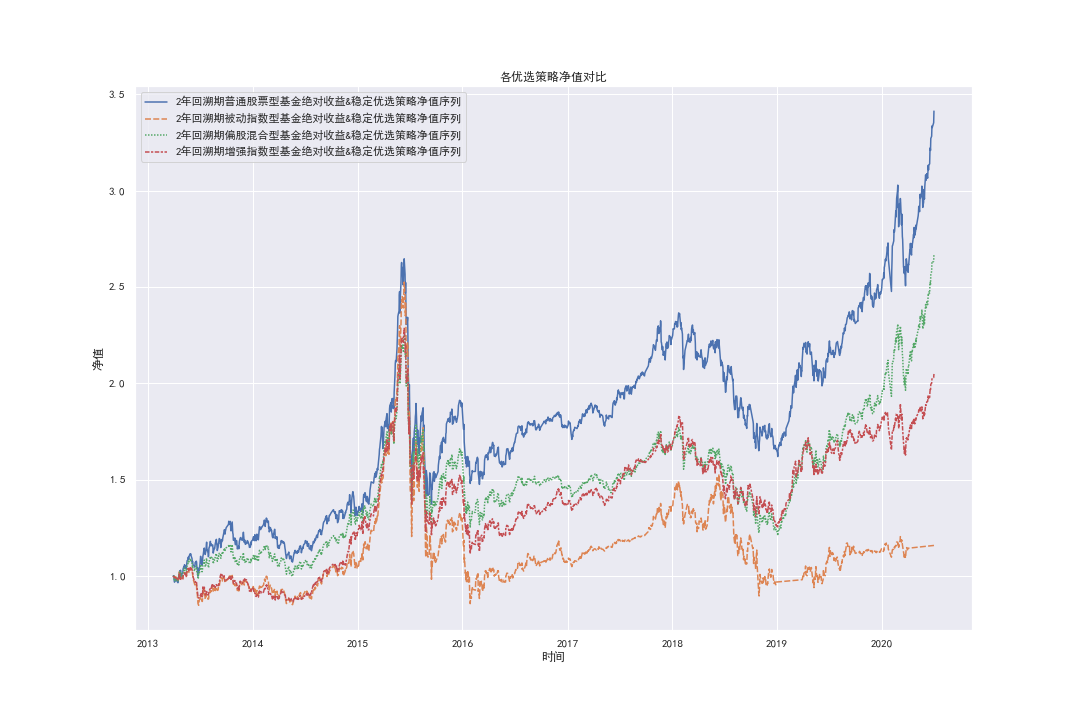 各优选策略净值对比
3.5
3.0
2.5
2.0
1.5
1.0
净值
2年回溯期普通股票型基金绝对收益&稳定优选策略净值序列
2年回溯期被动指数型基金绝对收益&稳定优选策略净值序列
2年回溯期偏股混合型基金绝对收益&稳定优选策略净值序列
2年回溯期增强指数型基金绝对收益&稳定优选策略净值序列
2013 2014 2015 2016 2017 2018 2019 2020
时间